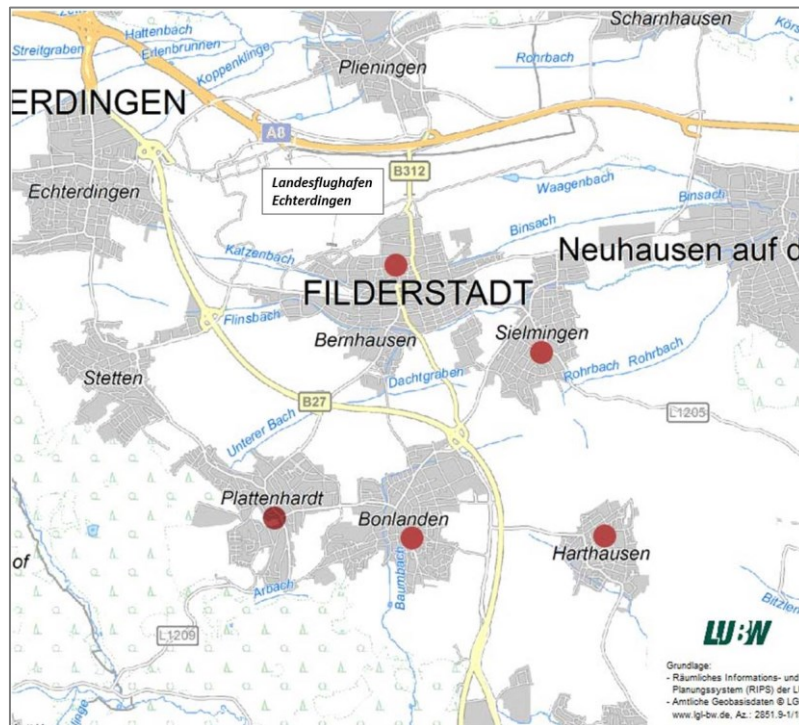 Scharnhausen
Hattenbach
Streitgraben
Erlenbrunnen
Koppenklinge
Plieningen
Rohrbach
ERDINGEN
A8
B312
Landesflughafen
Echterdingen
Echterdingen
Waagenbach
Binsach
Binsach
Katzenbach
Neuhausen auf d
FILDERSTADT
Flinsbach
Bernhausen
Sielmingen
Stetten
Dachtgraben
Rohrbach Rohrbach
B27
L1205
Unterer Bach
Plattenhardt
Bonlanden
Harthausen
of
Arbach
Baumbach
L1209
LUBW
Grundlage:
- Räumliches Informations- und
Planungssystem (RIPS) der L
- Amtliche Geobasisdaten © LG
www.lgl-bw.de, Az.: 2851.9-1/1